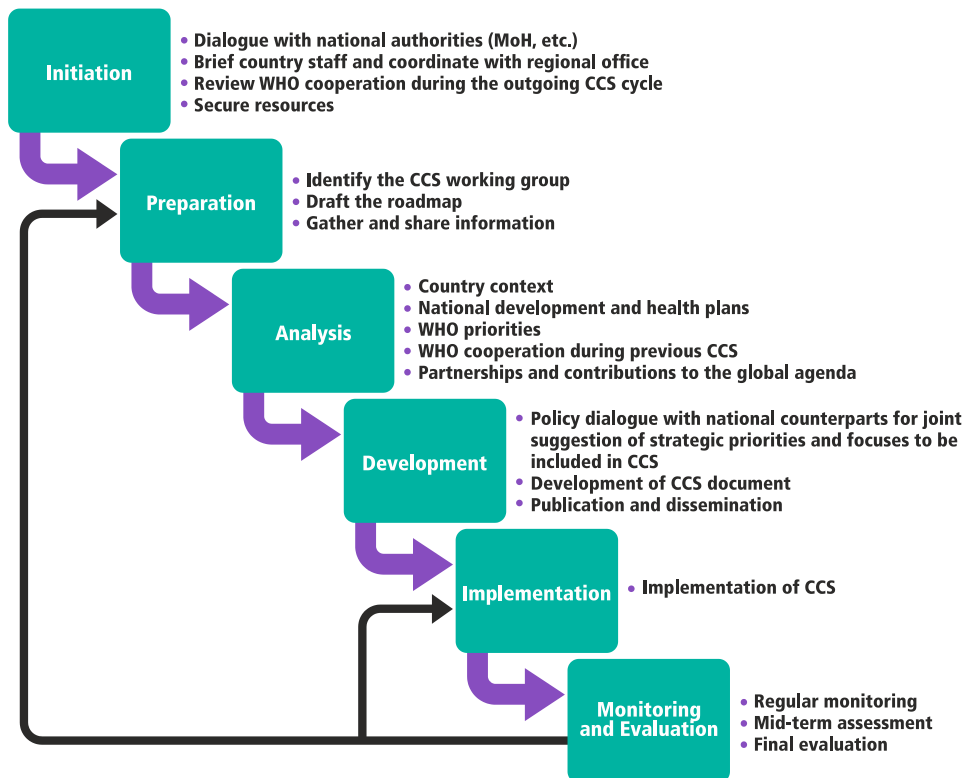 Initiation
• Dialogue with national authorities (MoH, etc.)
• Brief country staff and coordinate with regional office
• Review WHO cooperation during the outgoing CCS cycle
• Secure resources
Preparation
• Identify the CCS working group
• Draft the roadmap
• Gather and share information
Analysis
• Country context
• National development and health plans
• WHO priorities
• WHO cooperation during previous CCS
• Partnerships and contributions to the global agenda
Development
• Policy dialogue with national counterparts for joint
suggestion of strategic priorities and focuses to be
included in CCS
• Development of CCS document
• Publication and dissemination
Implementation
• Implementation of CCS
Monitoring
and Evaluation
• Regular monitoring
• Mid-term assessment
• Final evaluation